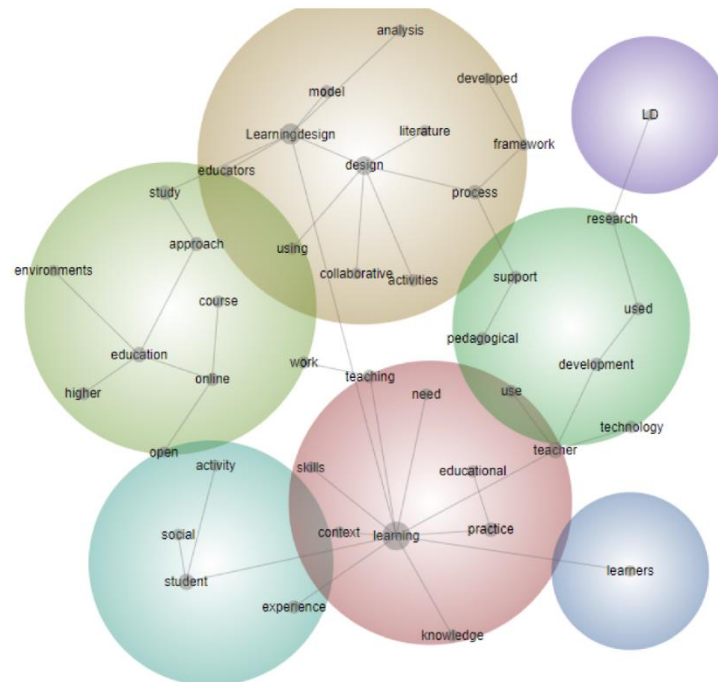 analysis
developed
model
LD
Learningdesign
literature
framework
design
educators
study
process
research
approach
using
environments
collaborative
activities
support
course
used
pedagogical
education
work
development
online
teaching
higher
need
use
technology
open
teacher
activity
skills
educational
social
context
learning
practice
student
learners
experience
knowledge